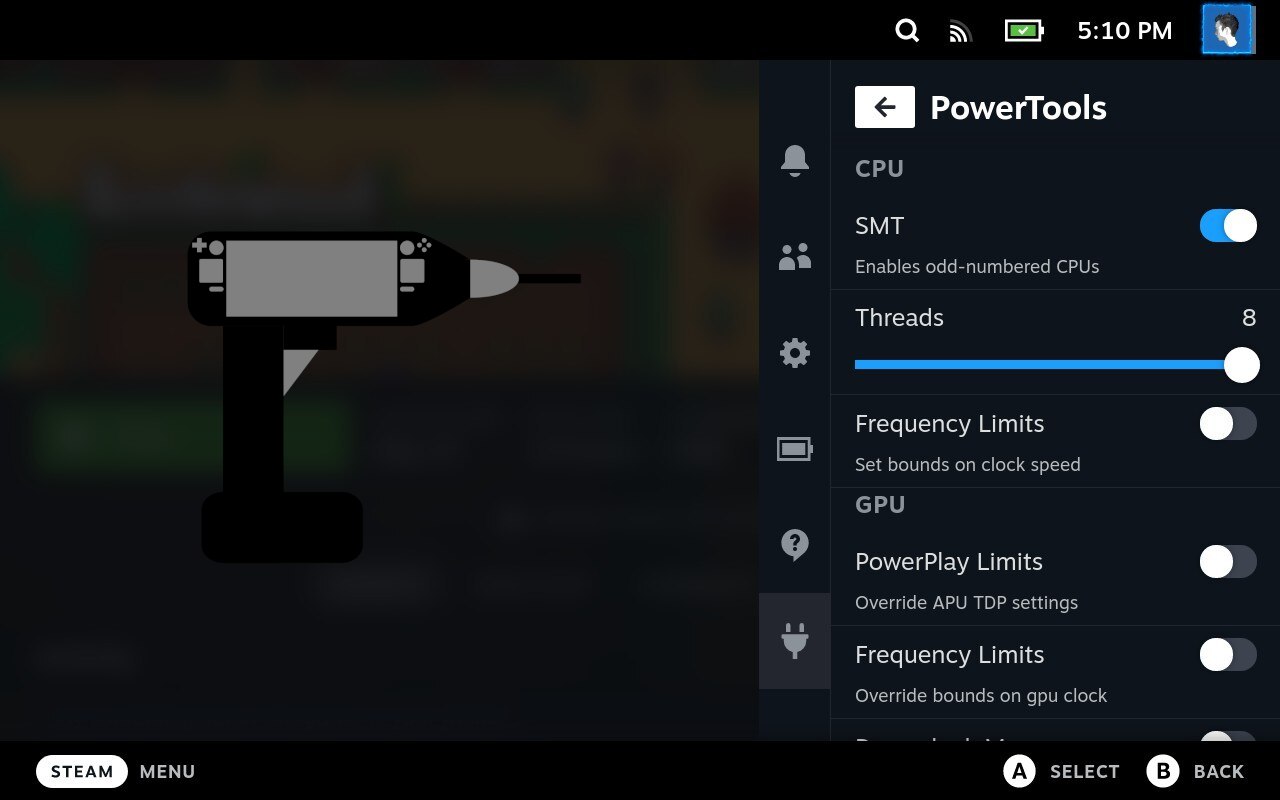 5:10 PM
PowerTools
CPU
SMT
Enables odd-numbered CPUs
Threads 8
Frequency Limits
Set bounds on clock speed
GPU
PowerPlay Limits
Override APU TDP settings
Frequency Limits
Override bounds on gpu clock
STEAM MENU
A SELECT B BACK